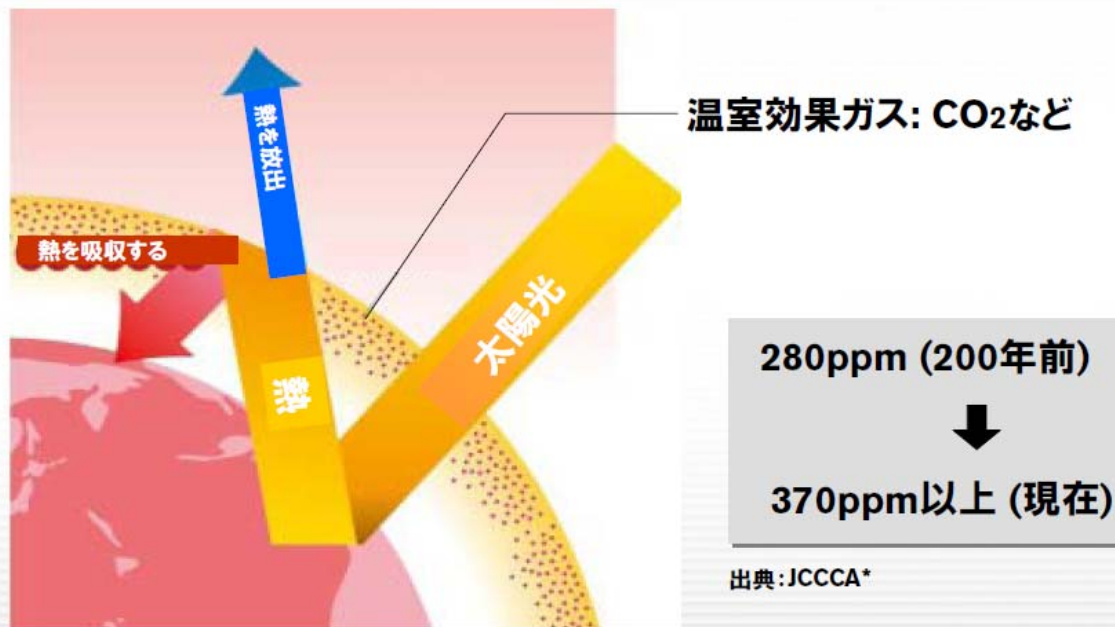 温室効果ガス: CO2など
熱を放出
熱を吸収する
太陽光
熱
280ppm (200年前)
370ppm以上 (現在)
出典:JCCCA*